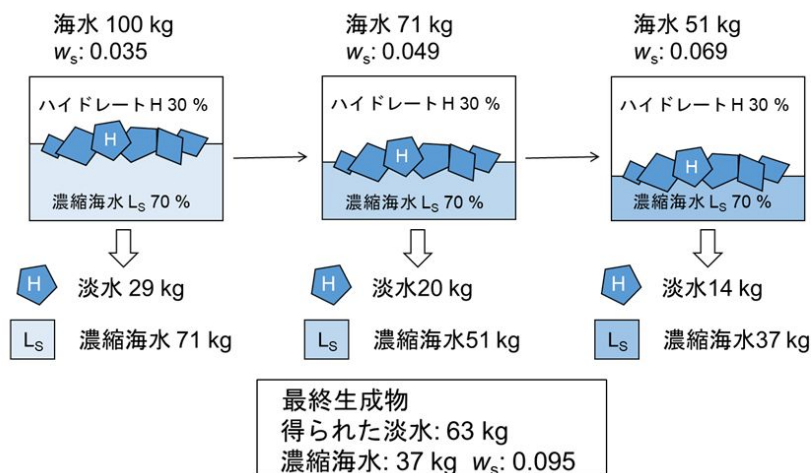 海水 100 kg
ws: 0.035
ハイドレートH 30 %
H
濃縮海水 LS 70 %
H 淡水 29 kg
LS 濃縮海水 71 kg
海水 71 kg
ws: 0.049
ハイドレートH 30 %
H
濃縮海水 LS 70 %
H 淡水20 kg
LS 濃縮海水51 kg
海水 51 kg
ws: 0.069
ハイドレートH 30 %
H
濃縮海水 LS 70 %
H 淡水14 kg
LS 濃縮海水37 kg
最終生成物
得られた淡水: 63 kg
濃縮海水: 37 kg ws: 0.095